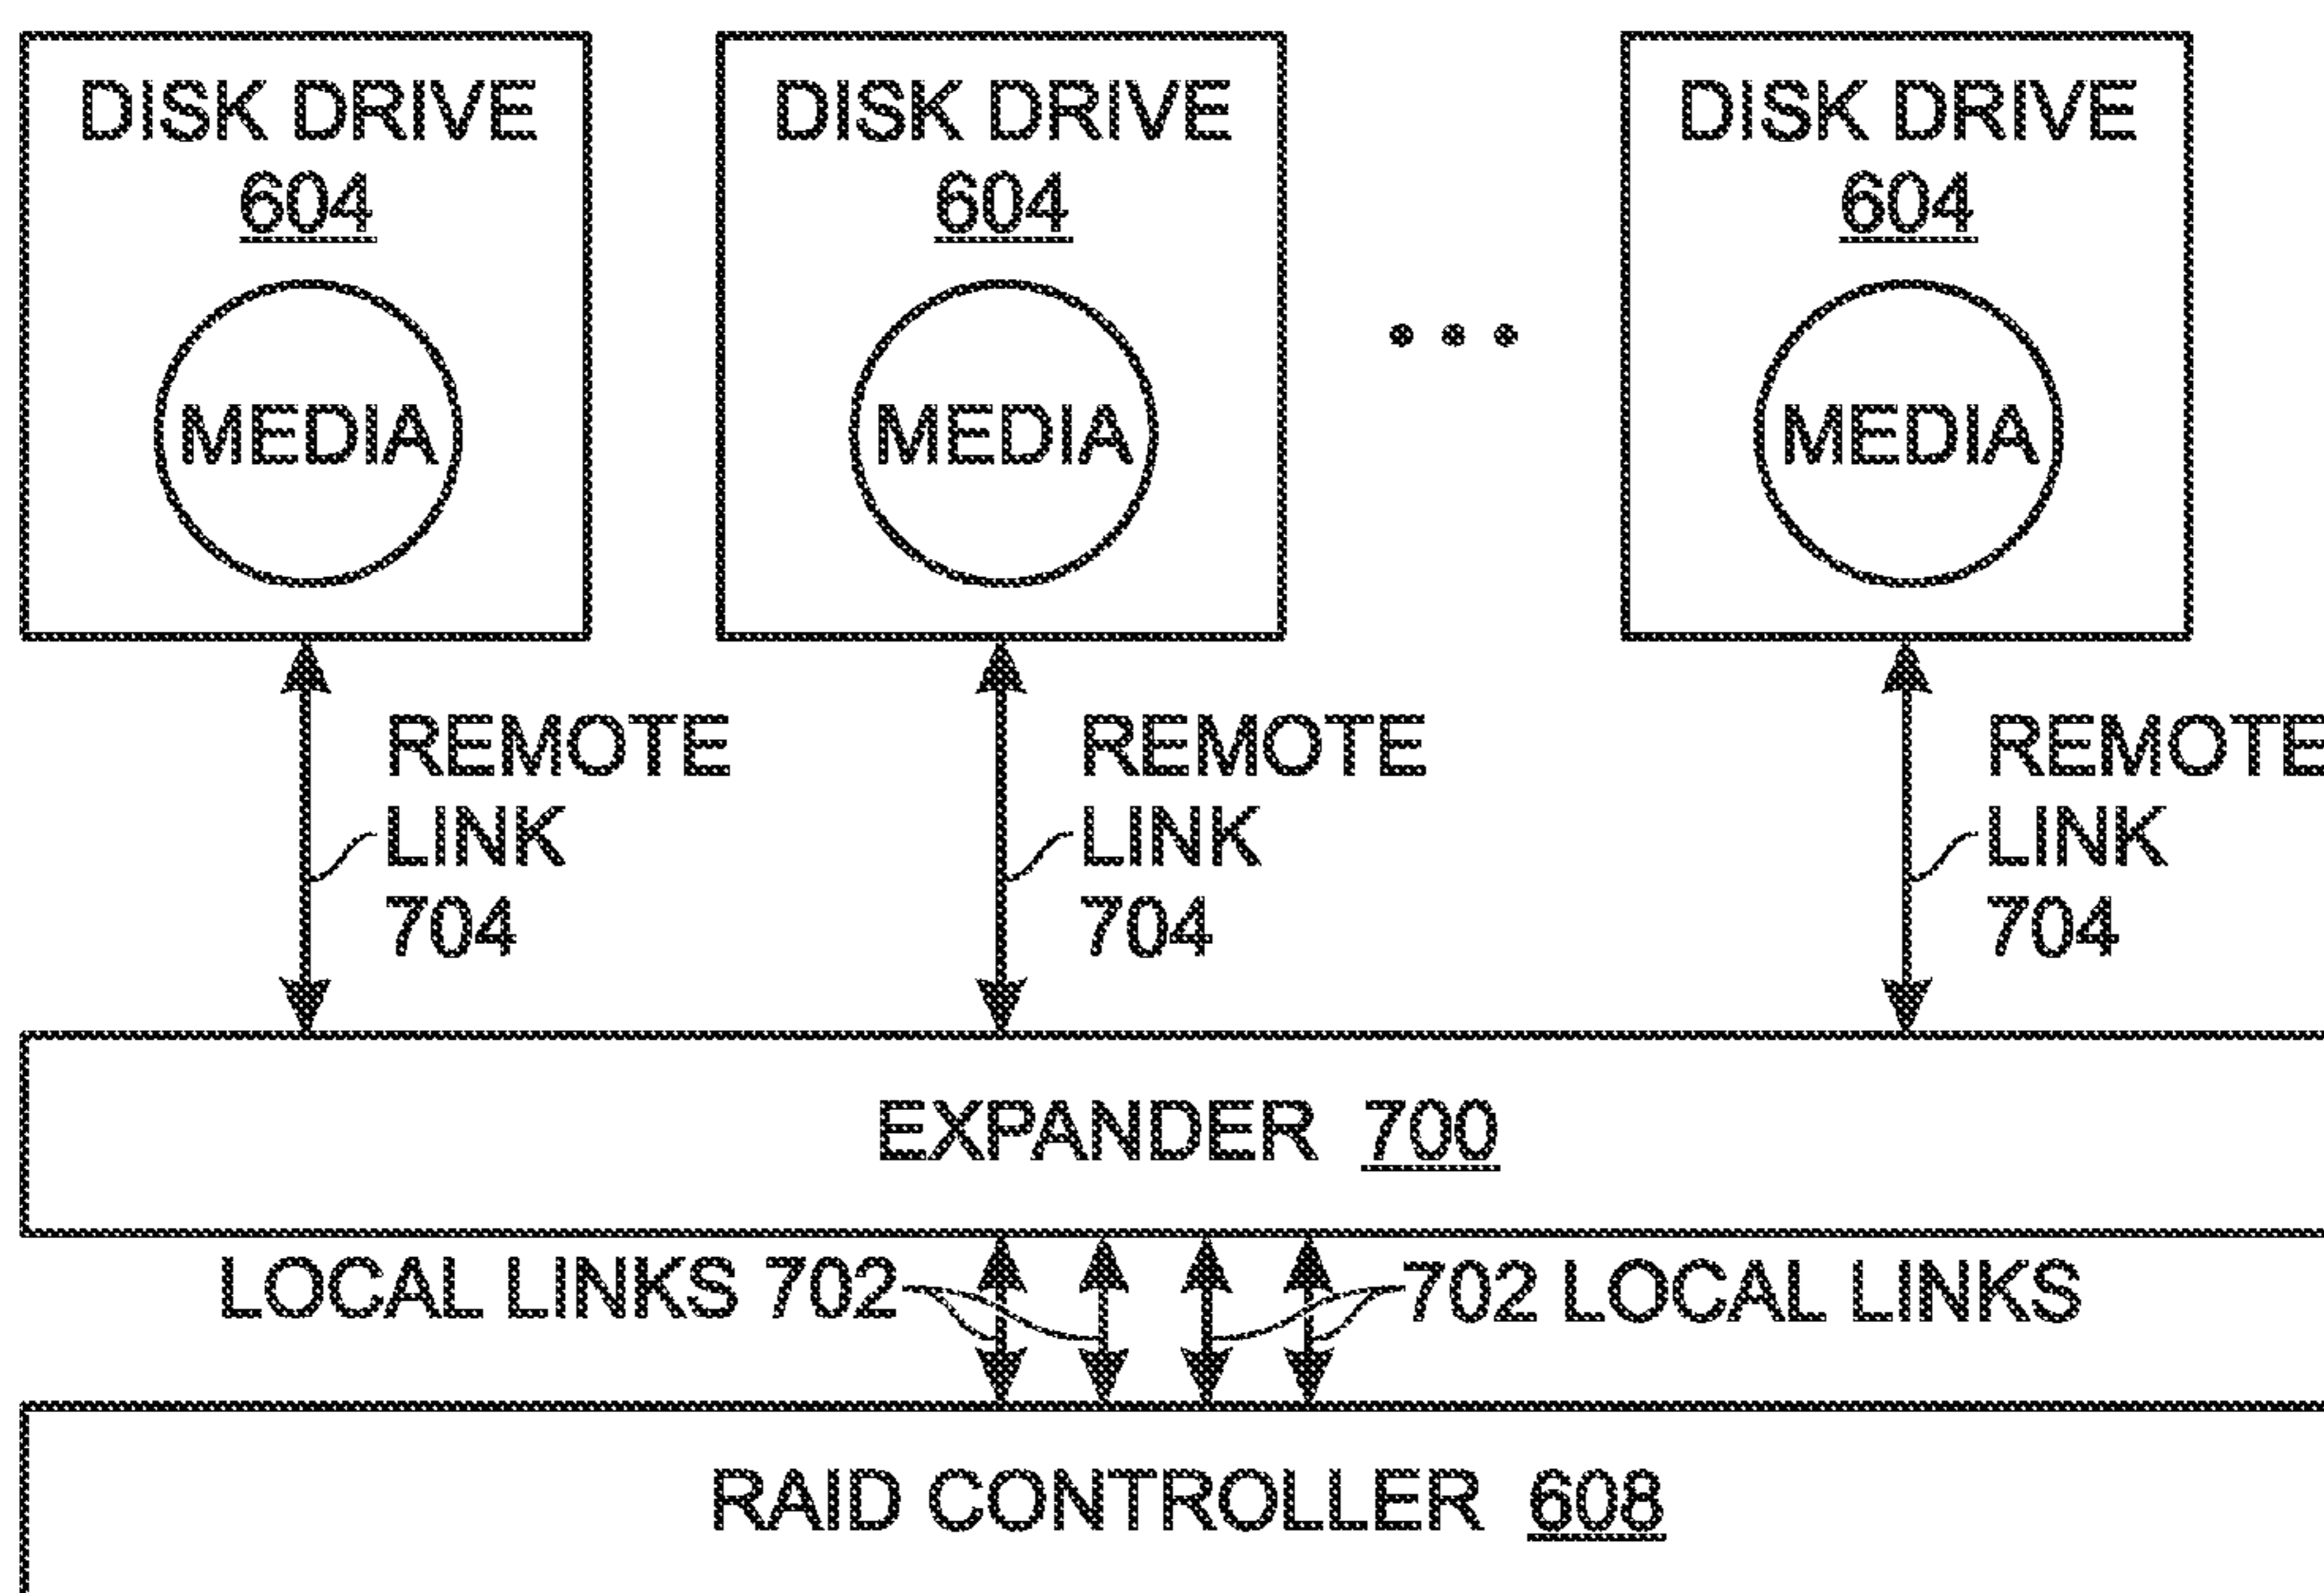 DISK DRIVE
604
MEDIA
DISK DRIVE
604
MEDIA
DISK DRIVE
604
MEDIA
REMOTE
LINK
704
REMOTE
LINK
704
REMOTE
LINK
704
EXPANDER 700
LOCAL LINKS 702
702 LOCAL LINKS
RAID CONTROLLER 608